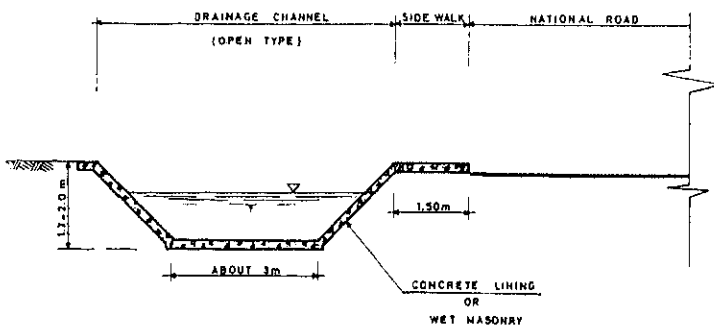 DRAINAGE CHANNEL
(OPEN TYPE)
SIDE WALK
NATIONAL ROAD
1.7-2.0 m
1.50m
ABOUT 3m
CONCRETE LINING
OR
WET MASONRY